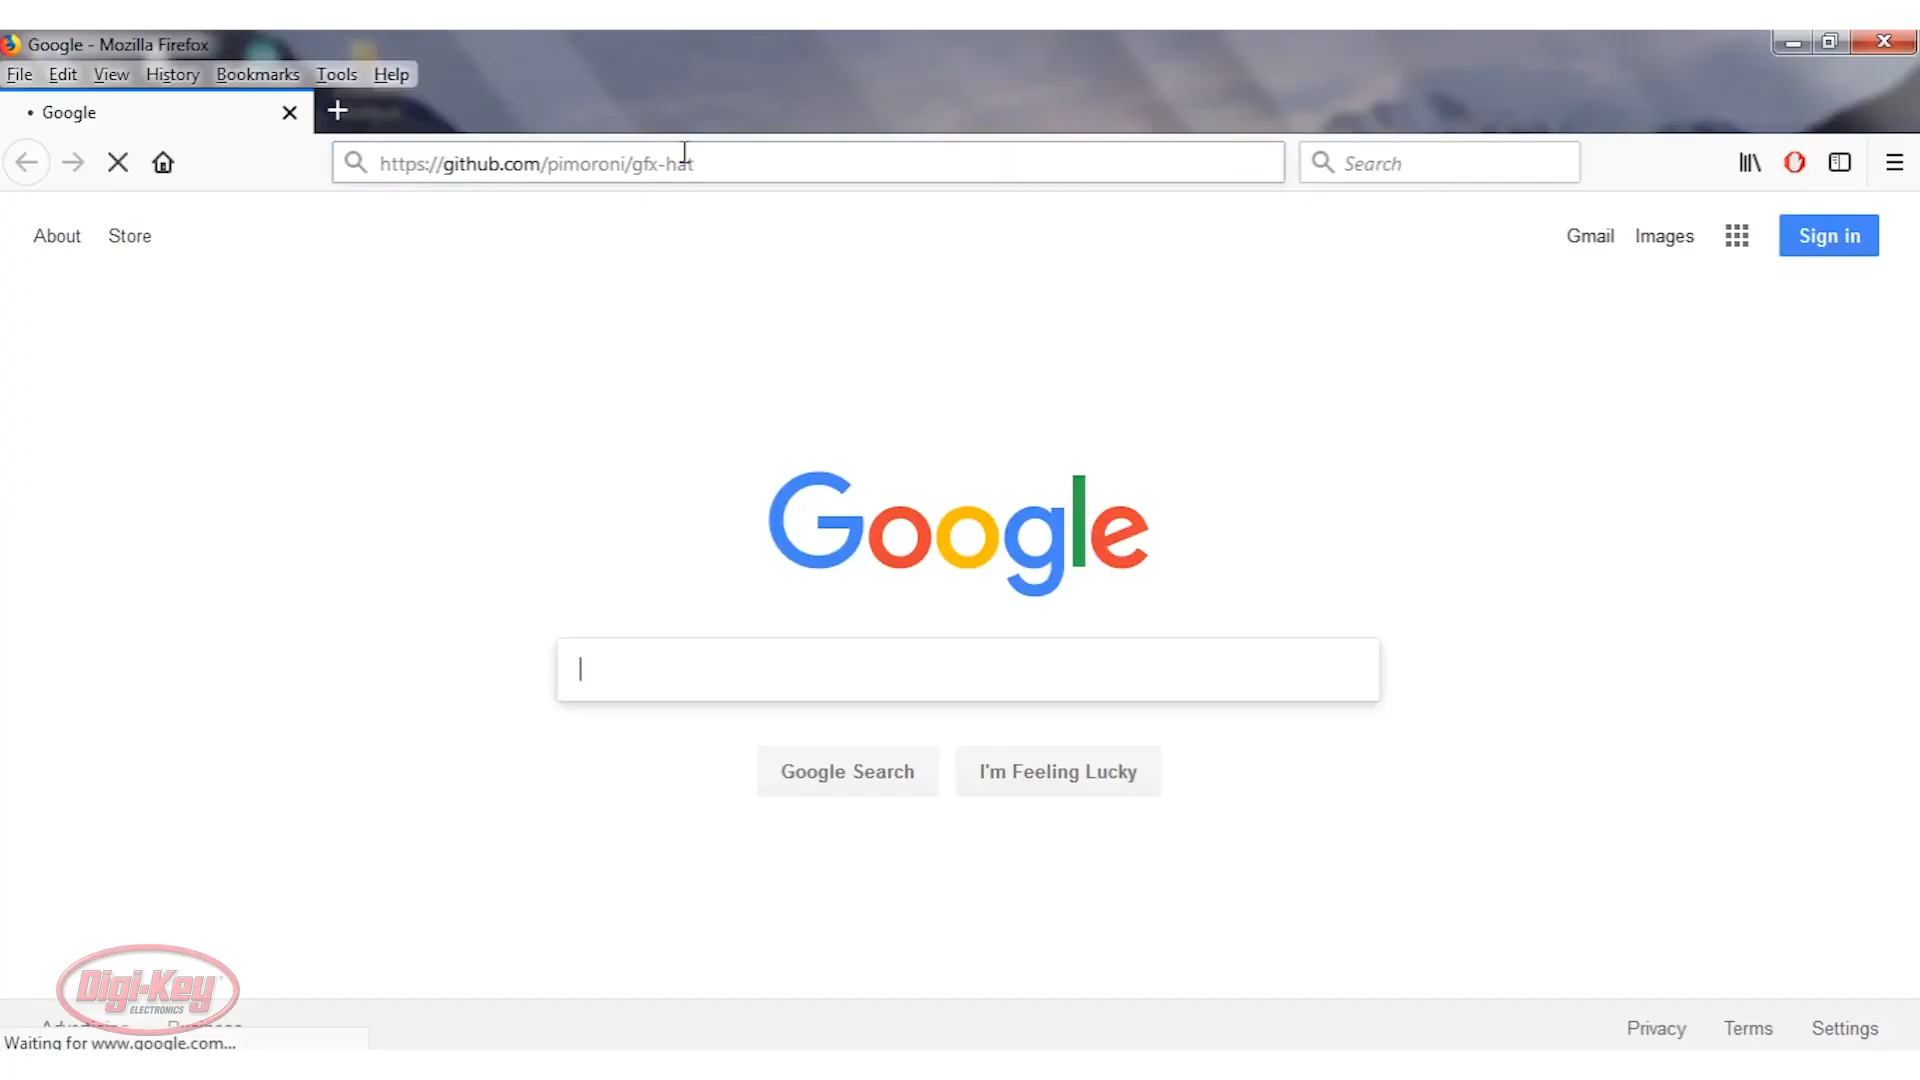 Google - Mozilla Firefox
File Edit View History Bookmarks Tools Help
• Google
https://github.com/pimoroni/gfx-hat
Search
About Store
Gmail Images Sign in
Google
Google Search I'm Feeling Lucky
Digi-Key
ELECTRONICS
Advertising Business
Privacy Terms Settings
Waiting for www.google.com...